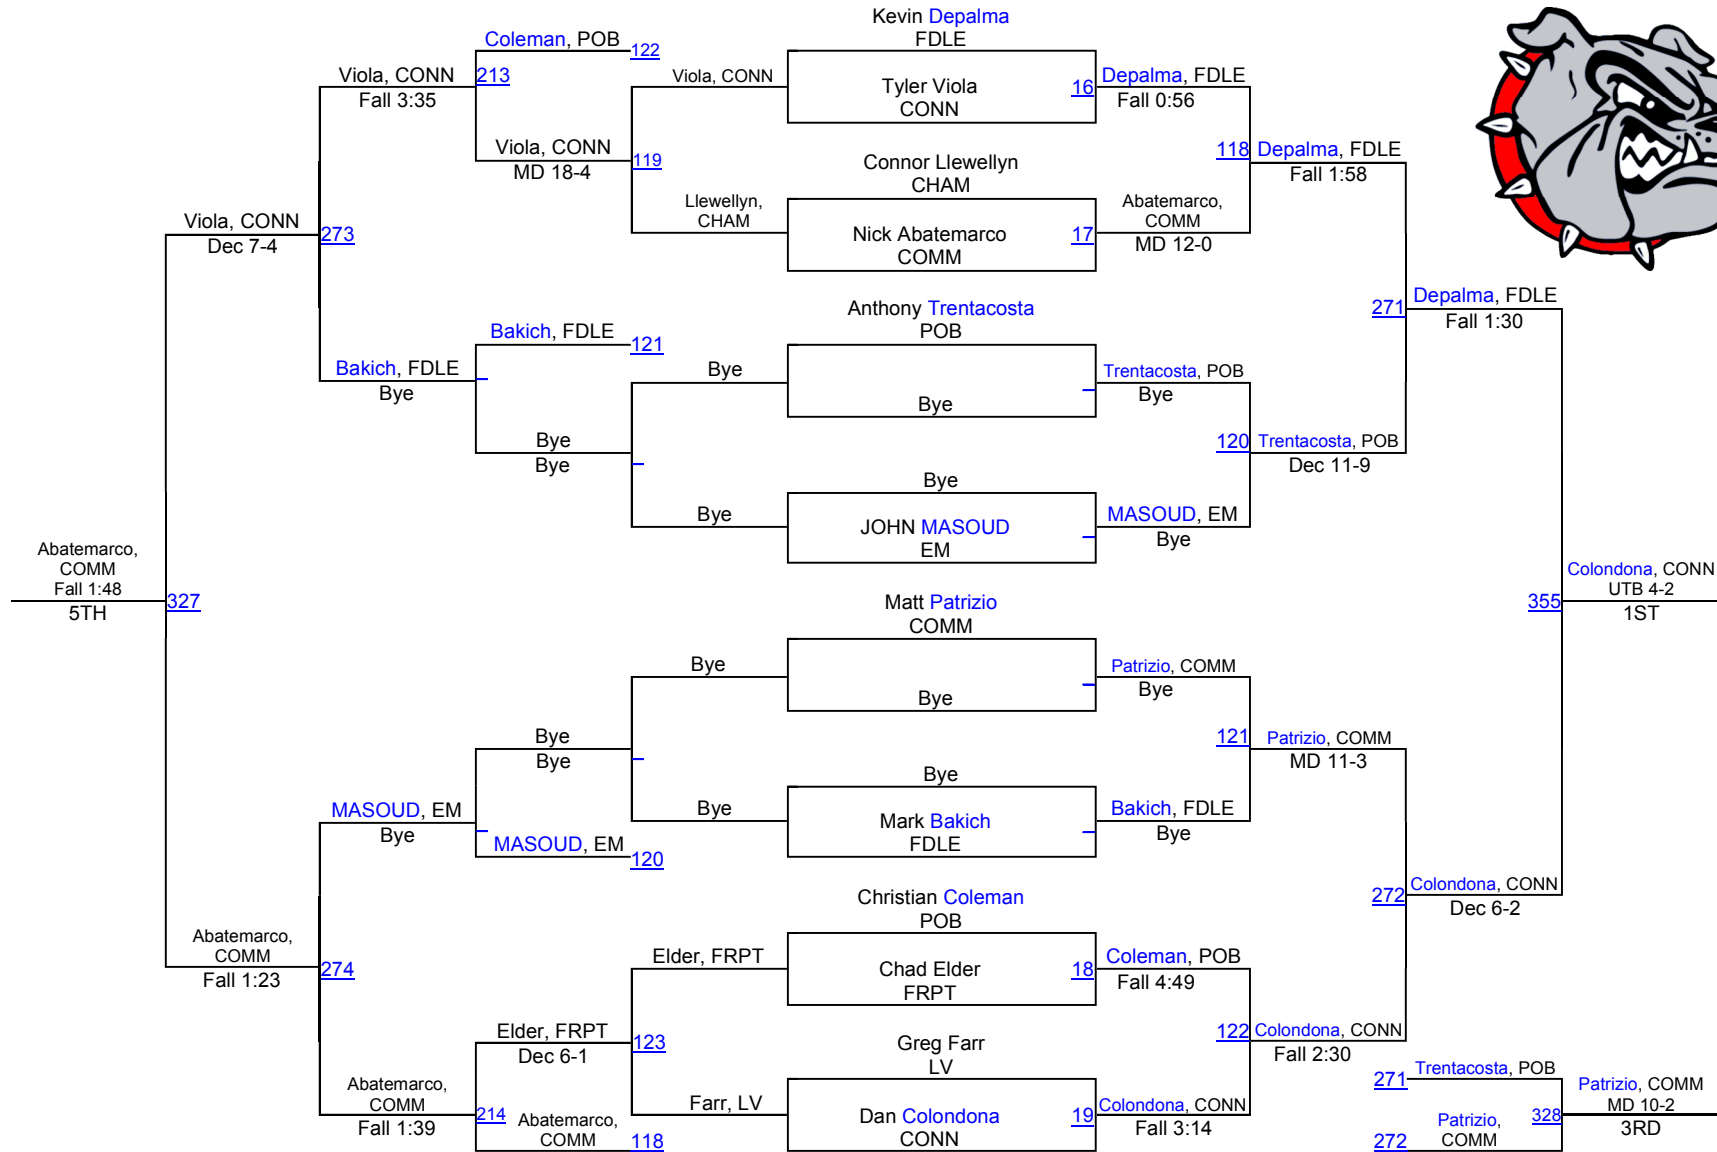 Kevin Depalma
FDLE
Coleman, POB
122
Viola, CONN
213
Fall 3:35
Viola, CONN
Tyler Viola
CONN
16
Depalma, FDLE
Fall 0:56
Viola, CONN
MD 18-4
119
Connor Llewellyn
CHAM
118
Depalma, FDLE
Fall 1:58
Llewellyn,
CHAM
Abatemarco,
COMM
Nick Abatemarco
COMM
17
MD 12-0
Viola, CONN
Dec 7-4
273
Anthony Trentacosta
POB
271
Depalma, FDLE
Fall 1:30
Bakich, FDLE
121
Bakich, FDLE
Bye
Bye
Bye
Trentacosta, POB
Bye
Bye
Bye
120
Trentacosta, POB
Dec 11-9
Bye
Bye
JOHN MASOUD
EM
MASOUD, EM
Bye
Abatemarco,
COMM
Fall 1:48
5TH
327
Matt Patrizio
COMM
355
Colondona, CONN
UTB 4-2
1ST
Bye
Bye
Patrizio, COMM
Bye
Bye
Bye
121
Patrizio, COMM
MD 11-3
Bye
MASOUD, EM
Bye
Bye
Mark Bakich
FDLE
Bakich, FDLE
Bye
MASOUD, EM
120
Christian Coleman
POB
272
Colondona, CONN
Dec 6-2
Abatemarco,
COMM
Fall 1:23
274
Elder, FRPT
Chad Elder
FRPT
18
Coleman, POB
Fall 4:49
Elder, FRPT
Dec 6-1
123
Greg Farr
LV
122
Colondona, CONN
Fall 2:30
Abatemarco,
COMM
Fall 1:39
214
Abatemarco,
COMM
118
Farr, LV
Dan Colondona
CONN
19
Colondona, CONN
Fall 3:14
271
Trentacosta, POB
272
Patrizio,
COMM
328
Patrizio, COMM
MD 10-2
3RD